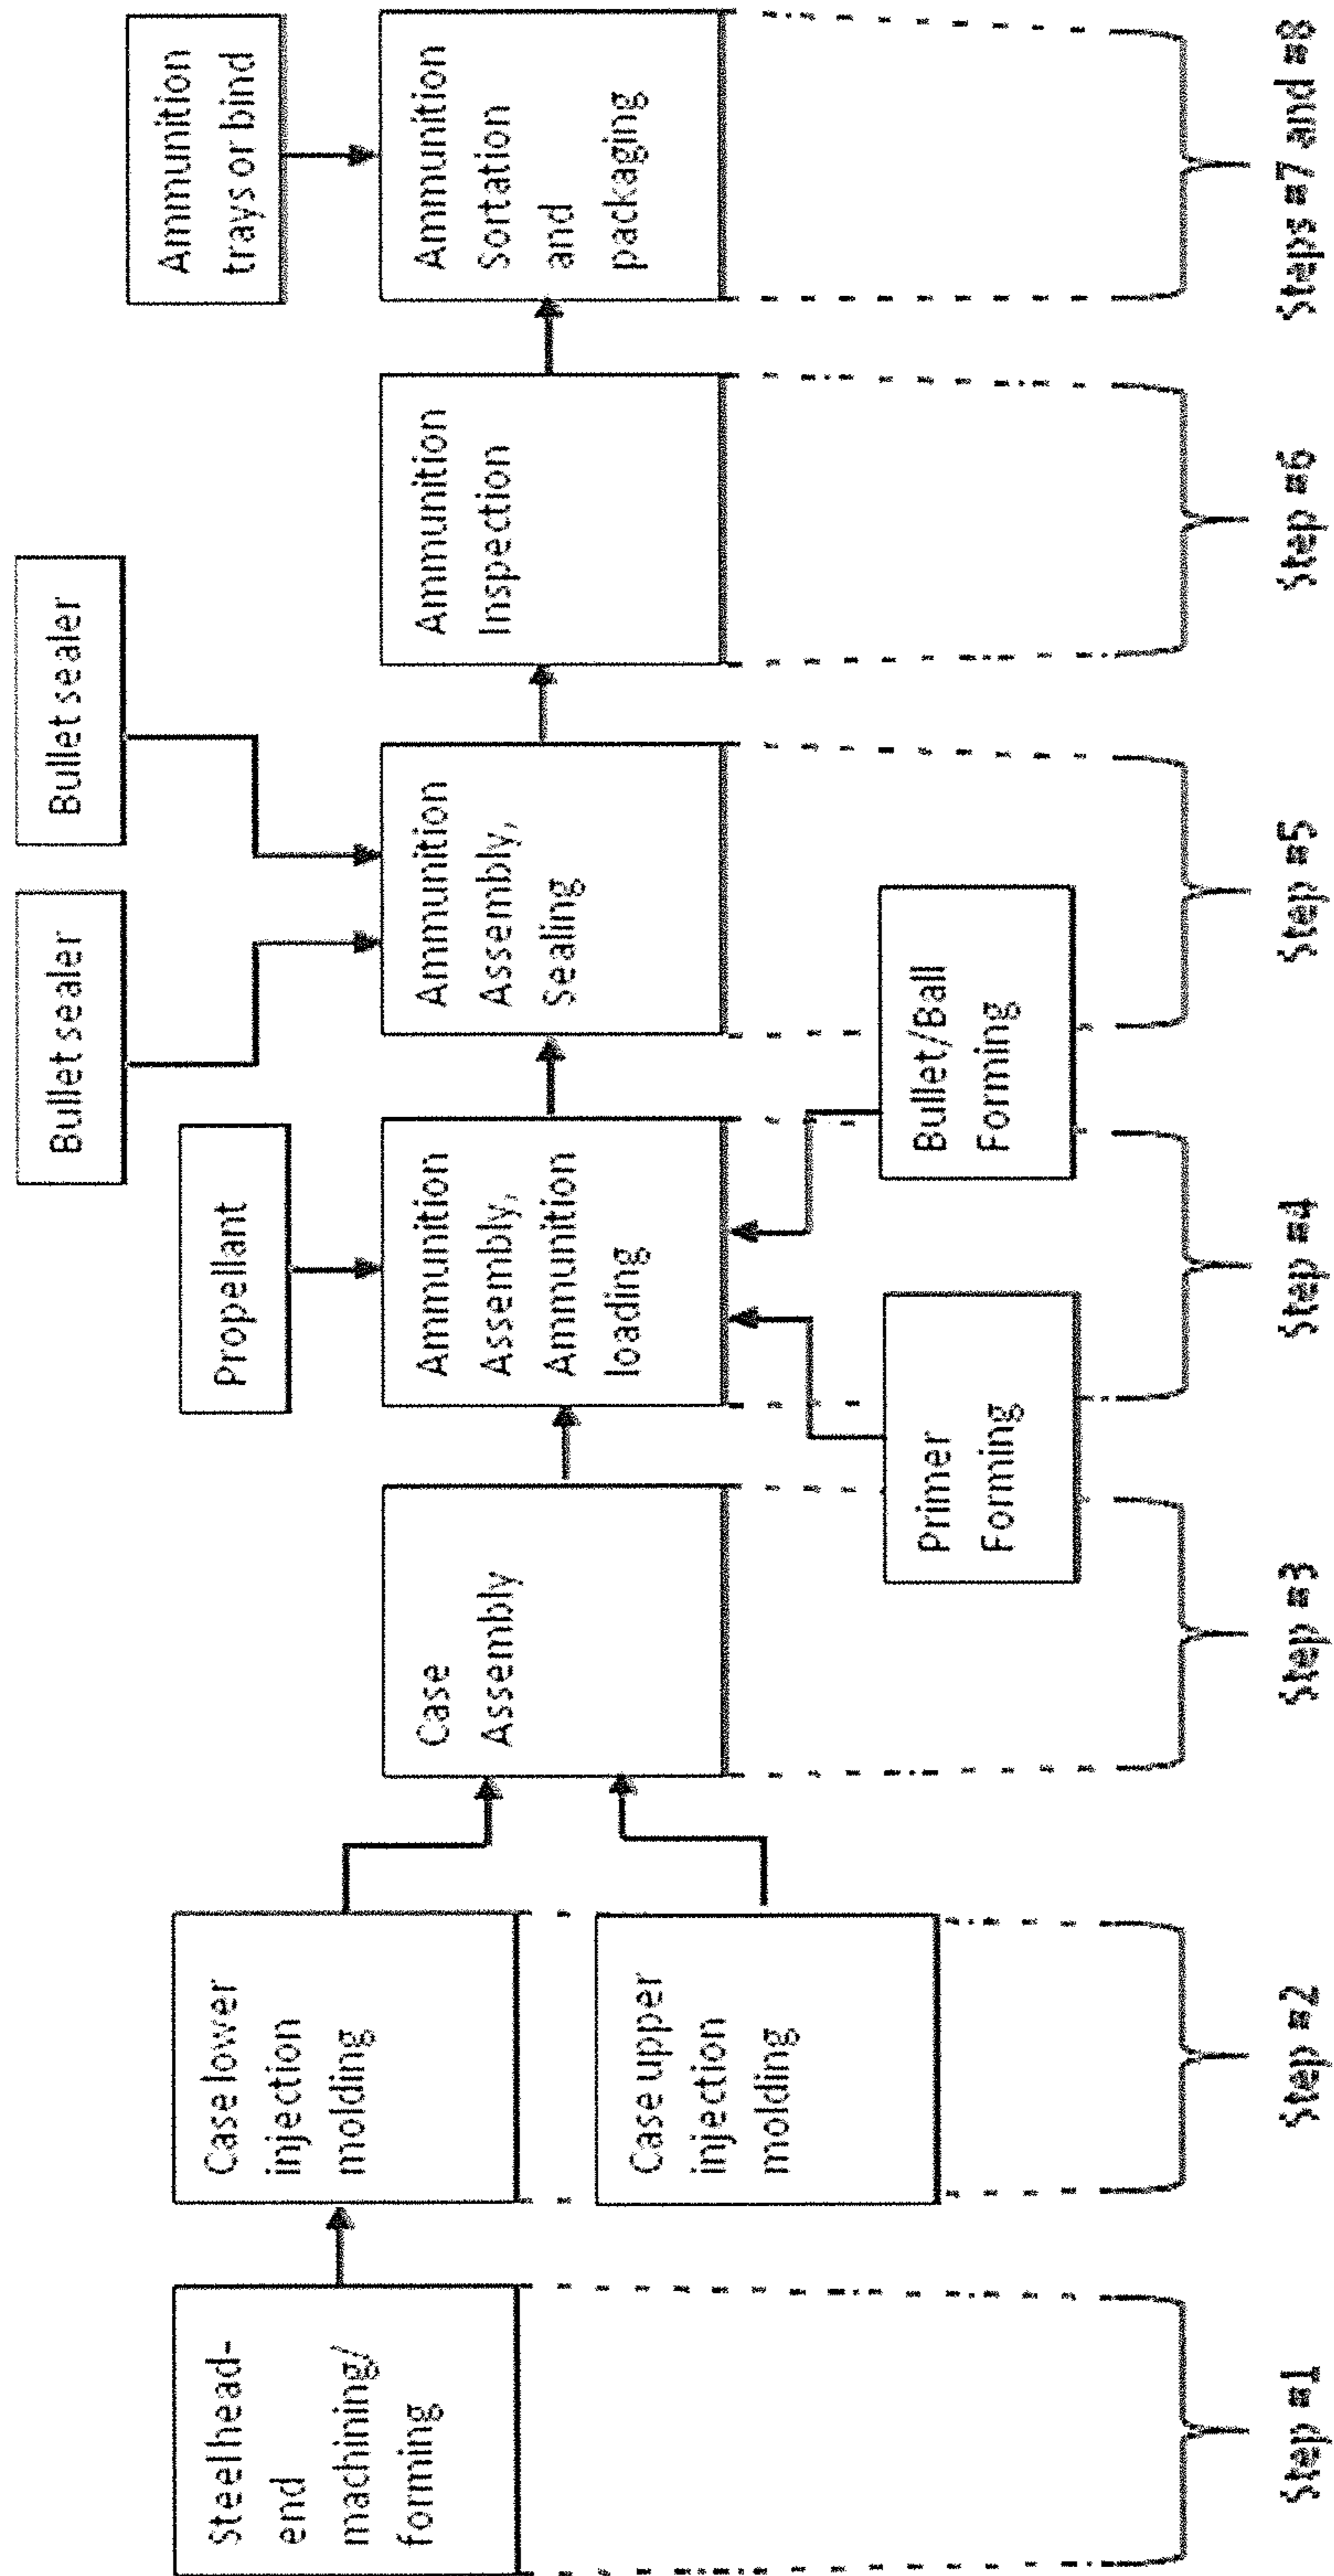 Steelhead-
end
machining/
forming
Case lower
injection
molding
Case upper
injection
molding
Case
Assembly
Propellant
Ammunition
Assembly,
Ammunition
loading
Primer
Forming
Bullet/Ball
Forming
Bullet sealer
Bullet sealer
Ammunition
Assembly,
Sealing
Ammunition
Inspection
Ammunition
trays or bind
Ammunition
Sortation
and
packaging
Step #1
Step #2
Step #3
Step #4
Step #5
Step #6
Steps #7 and #8